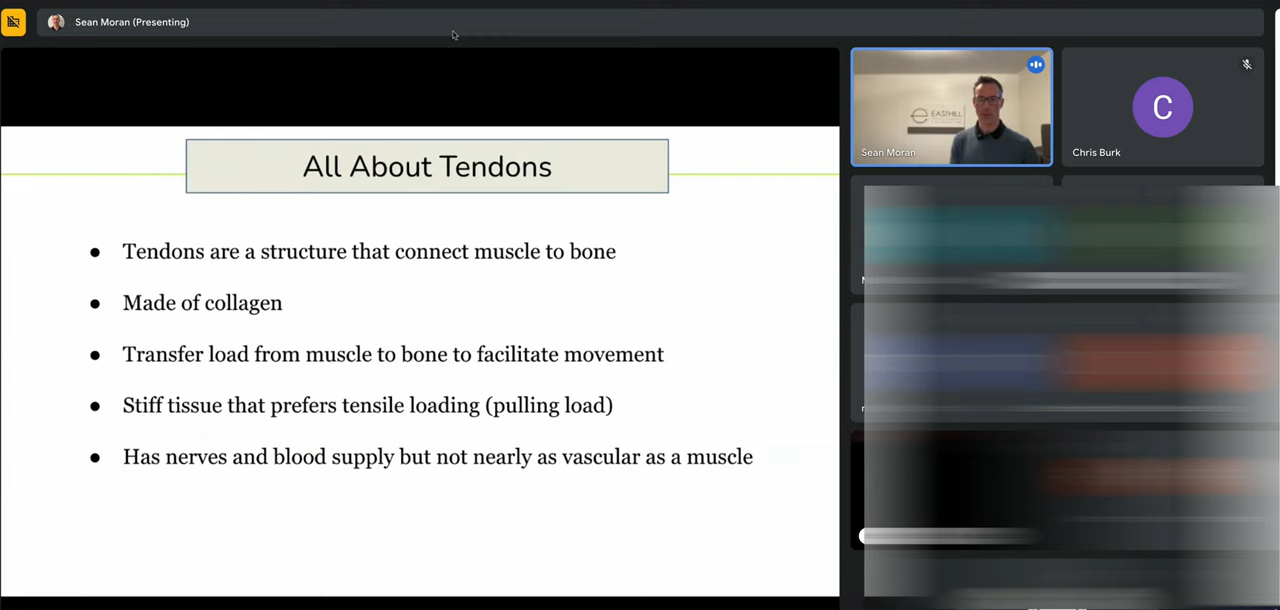 Sean Moran (Presenting)
All About Tendons
● Tendons are a structure that connect muscle to bone
● Made of collagen
● Transfer load from muscle to bone to facilitate movement
● Stiff tissue that prefers tensile loading (pulling load)
● Has nerves and blood supply but not nearly as vascular as a muscle
EASTHILL
Sean Moran
C
Chris Burk